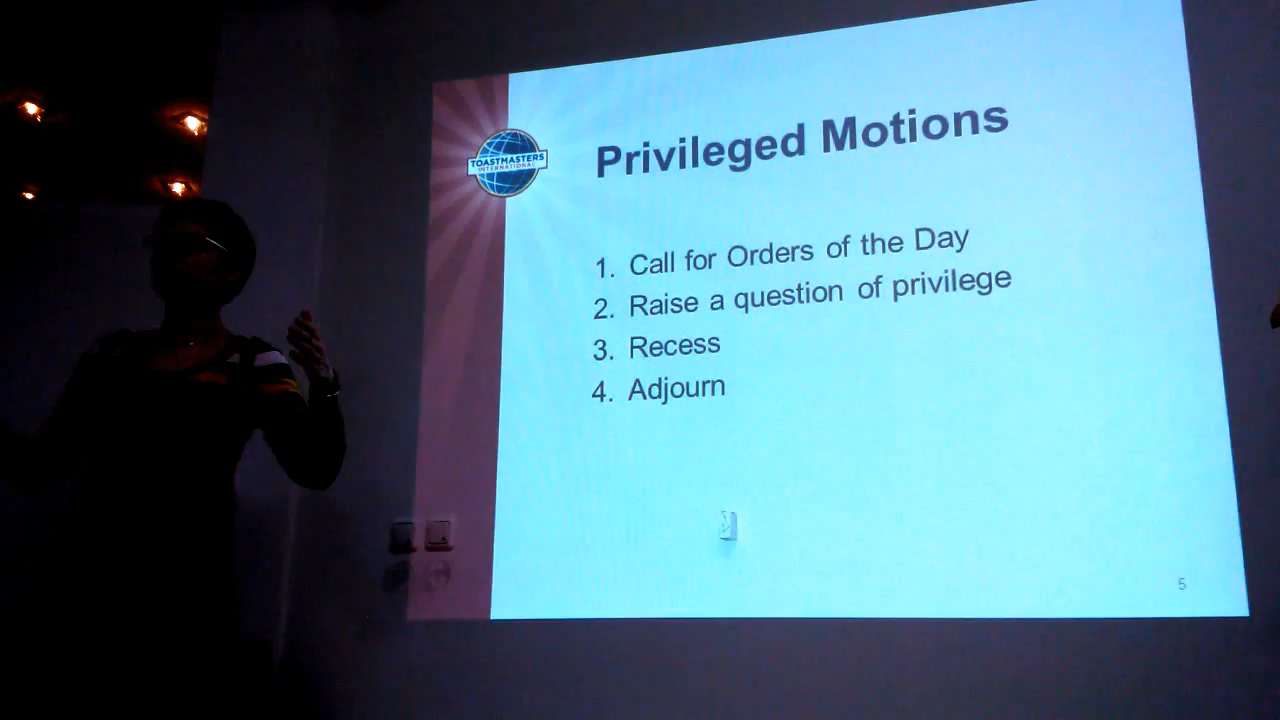 TOASTMASTERS
INTERNATIONAL
Privileged Motions
1. Call for Orders of the Day
2. Raise a question of privilege
3. Recess
4. Adjourn
5